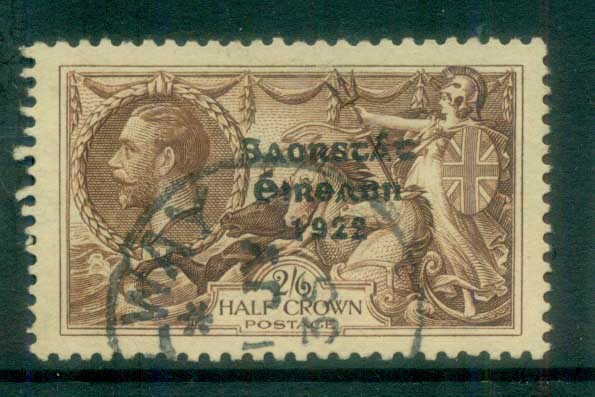 Saorstát
Éireann
1922
2/6
HALF CROWN
POSTAGE